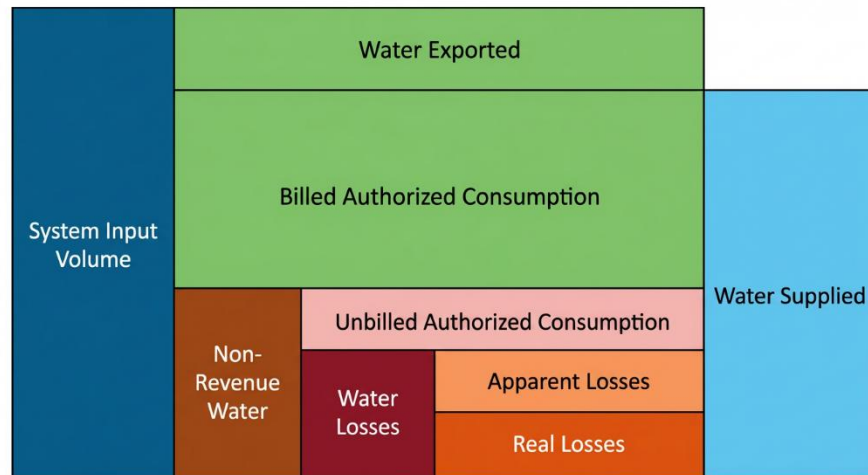 Water Exported
Billed Authorized Consumption
System Input
Volume
Water Supplied
Unbilled Authorized Consumption
Non-
Revenue
Water
Water
Losses
Apparent Losses
Real Losses